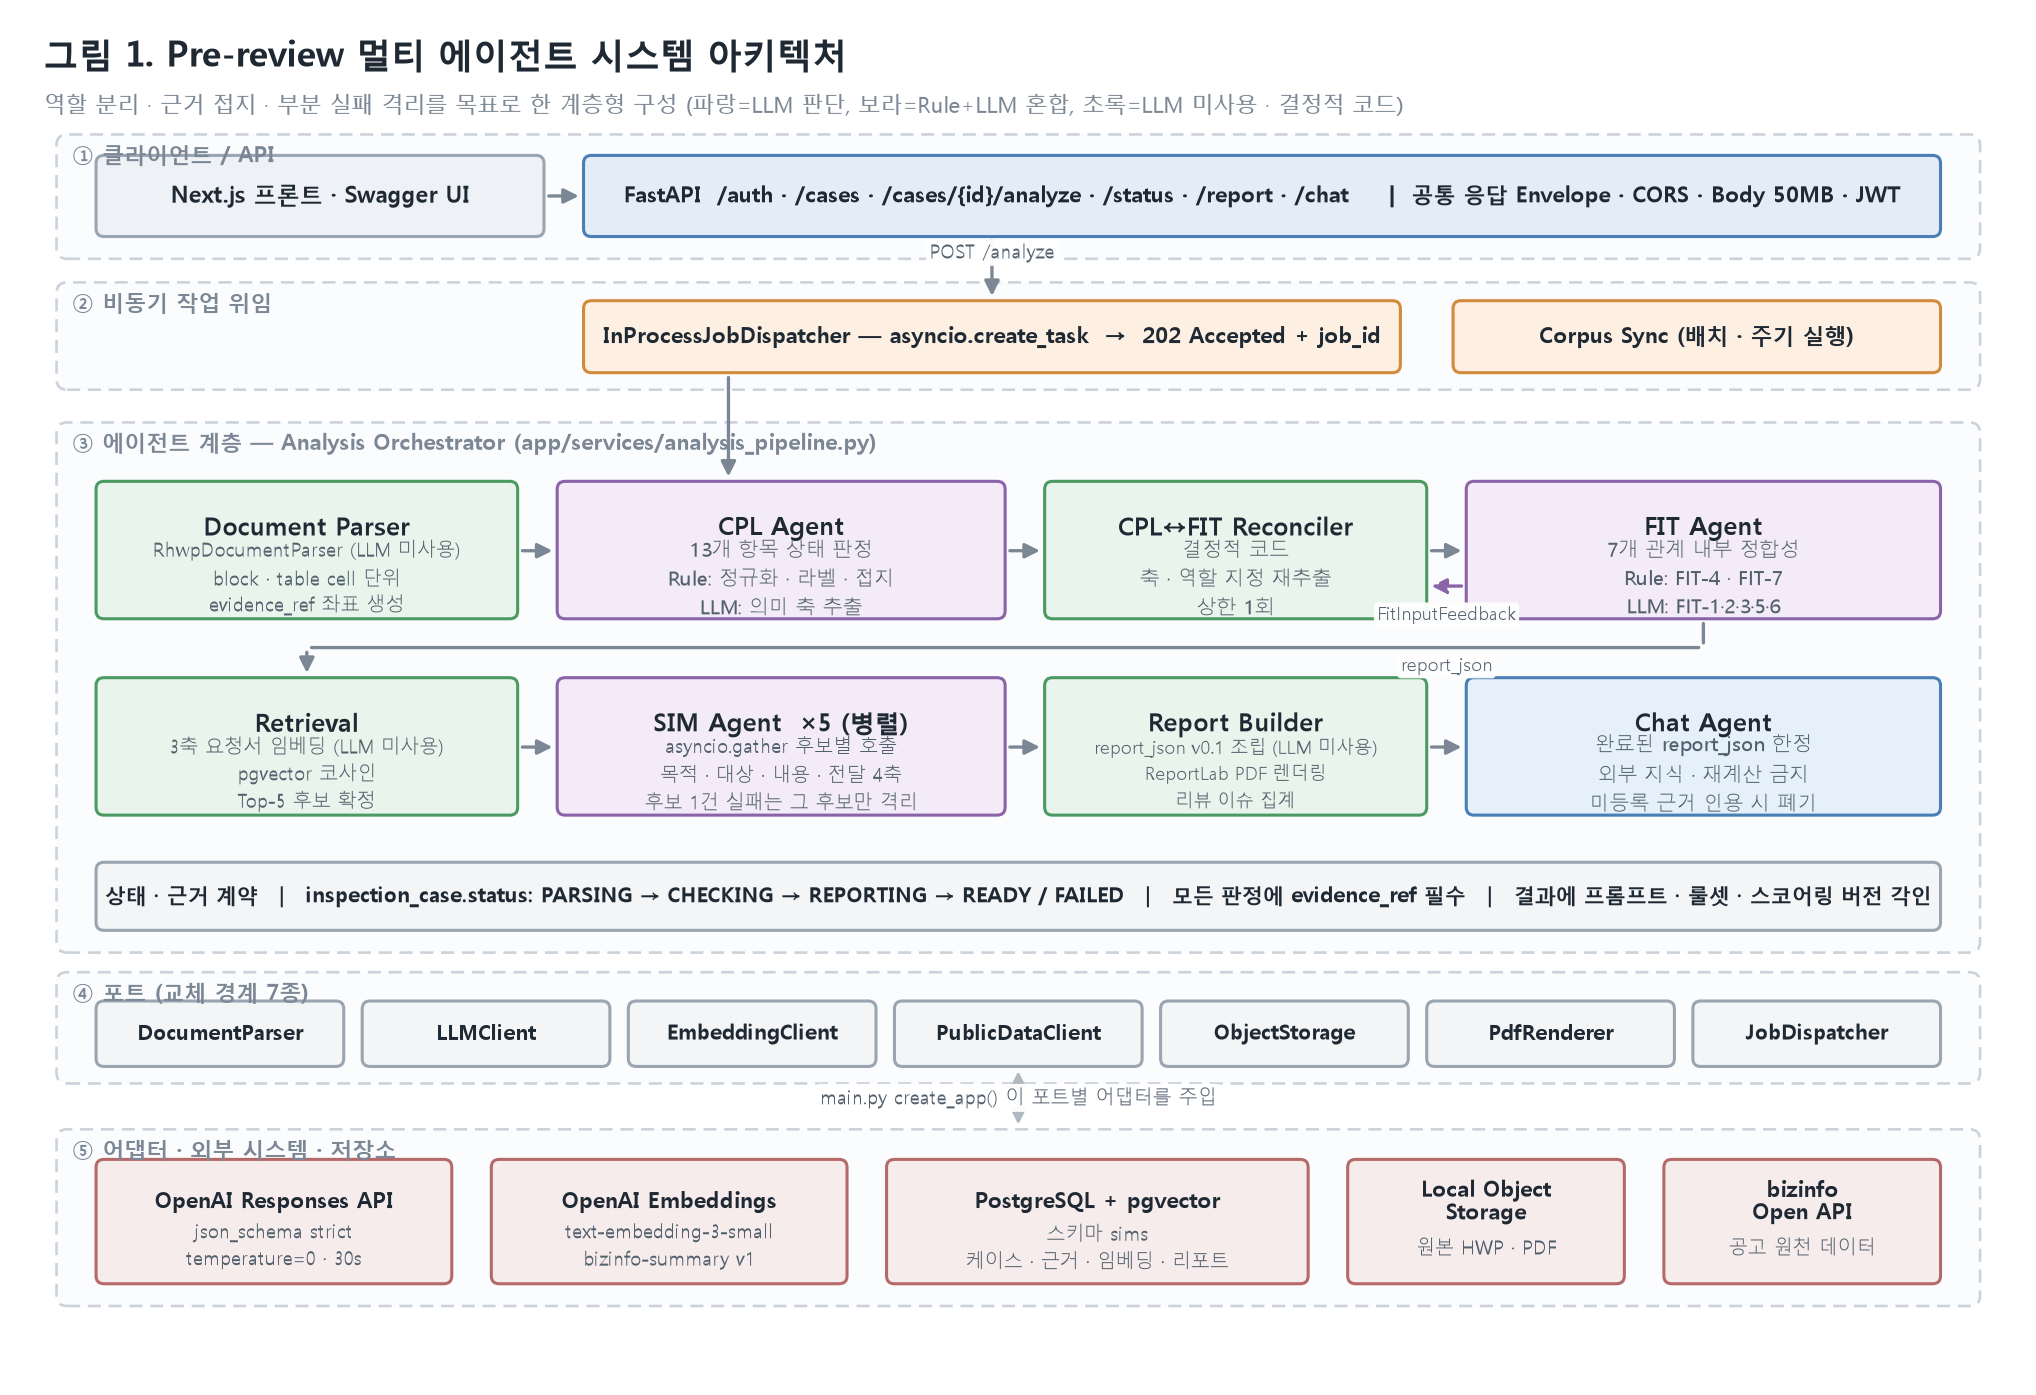 그림 1. Pre-review 멀티 에이전트 시스템 아키텍처
역할 분리 · 근거 접지 · 부분 실패 격리를 목표로 한 계층형 구성 (파랑=LLM 판단, 보라=Rule+LLM 혼합, 초록=LLM 미사용 · 결정적 코드)
① 클라이언트 / API
Next.js 프론트 · Swagger UI
FastAPI /auth · /cases · /cases/{id}/analyze · /status · /report · /chat | 공통 응답 Envelope · CORS · Body 50MB · JWT
POST /analyze
② 비동기 작업 위임
InProcessJobDispatcher — asyncio.create_task → 202 Accepted + job_id
Corpus Sync (배치 · 주기 실행)
③ 에이전트 계층 — Analysis Orchestrator (app/services/analysis_pipeline.py)
Document Parser
RhwpDocumentParser (LLM 미사용)
block · table cell 단위
evidence_ref 좌표 생성
CPL Agent
13개 항목 상태 판정
Rule: 정규화 · 라벨 · 접지
LLM: 의미 축 추출
CPL↔FIT Reconciler
결정적 코드
축 · 역할 지정 재추출
상한 1회
FIT Agent
7개 관계 내부 정합성
Rule: FIT-4 · FIT-7
LLM: FIT-1·2·3·5·6
FitInputFeedback
report_json
Retrieval
3축 요청서 임베딩 (LLM 미사용)
pgvector 코사인
Top-5 후보 확정
SIM Agent ×5 (병렬)
asyncio.gather 후보별 호출
목적 · 대상 · 내용 · 전달 4축
후보 1건 실패는 그 후보만 격리
Report Builder
report_json v0.1 조립 (LLM 미사용)
ReportLab PDF 렌더링
리뷰 이슈 집계
Chat Agent
완료된 report_json 한정
외부 지식 · 재계산 금지
미등록 근거 인용 시 폐기
상태 · 근거 계약 | inspection_case.status: PARSING → CHECKING → REPORTING → READY / FAILED | 모든 판정에 evidence_ref 필수 | 결과에 프롬프트 · 룰셋 · 스코어링 버전 각인
④ 포트 (교체 경계 7종)
DocumentParser
LLMClient
EmbeddingClient
PublicDataClient
ObjectStorage
PdfRenderer
JobDispatcher
main.py create_app() 이 포트별 어댑터를 주입
⑤ 어댑터 · 외부 시스템 · 저장소
OpenAI Responses API
json_schema strict
temperature=0 · 30s
OpenAI Embeddings
text-embedding-3-small
bizinfo-summary v1
PostgreSQL + pgvector
스키마 sims
케이스 · 근거 · 임베딩 · 리포트
Local Object
Storage
원본 HWP · PDF
bizinfo
Open API
공고 원천 데이터